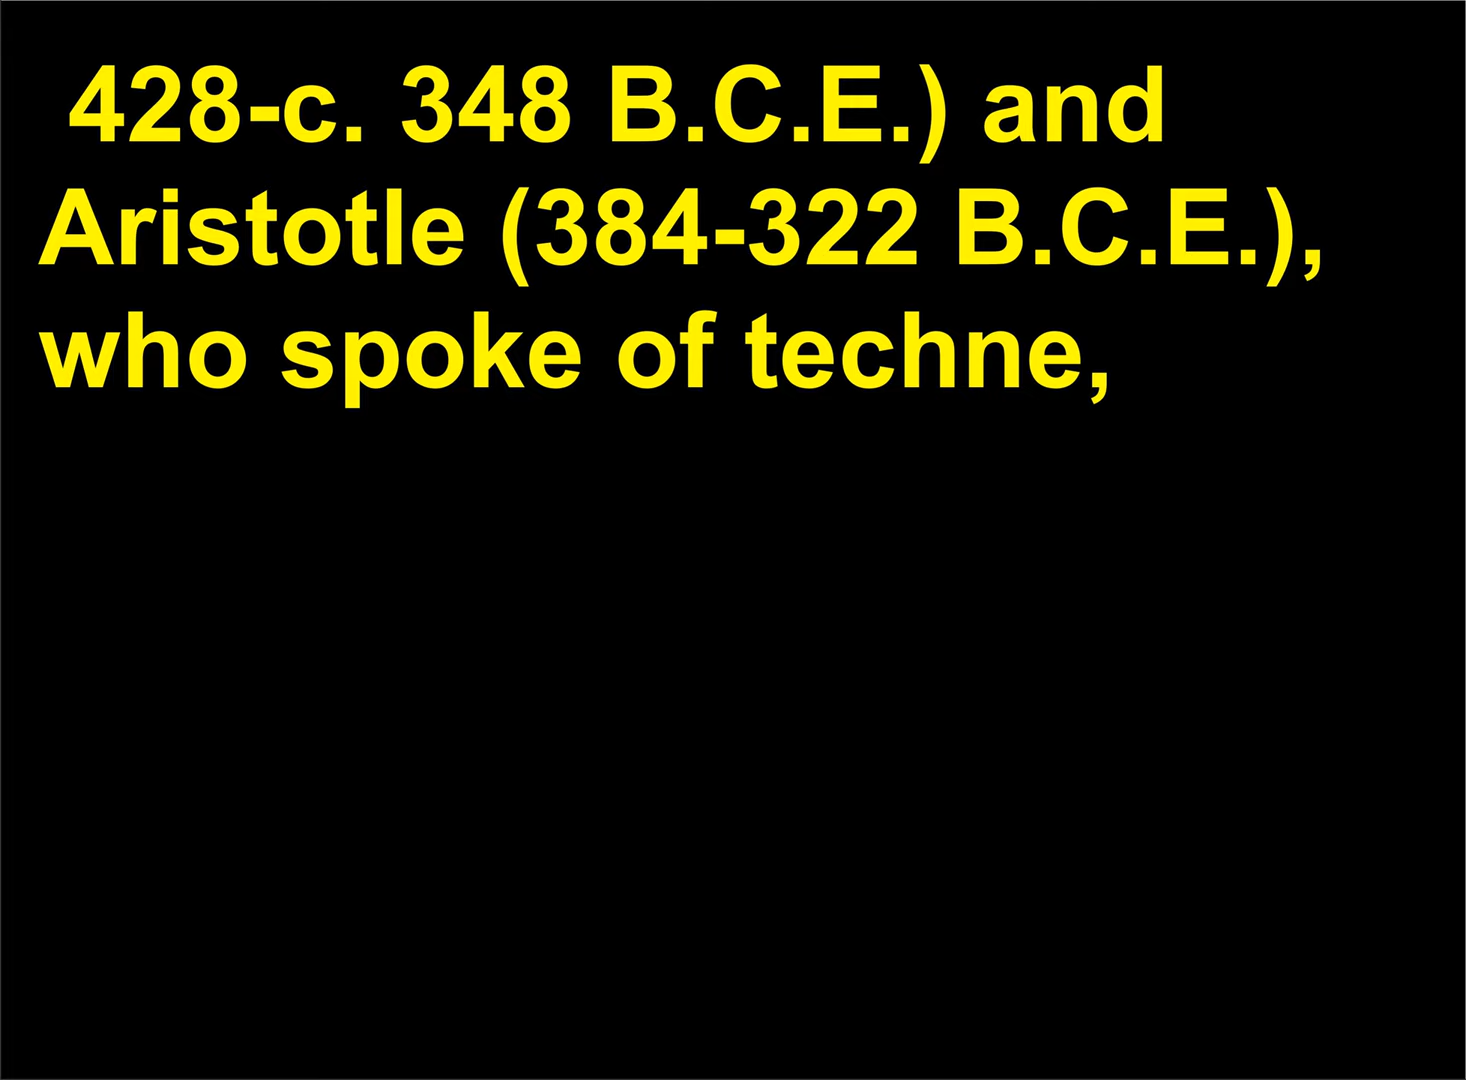 428-c. 348 B.C.E.) and
Aristotle (384-322 B.C.E.),
who spoke of techne,